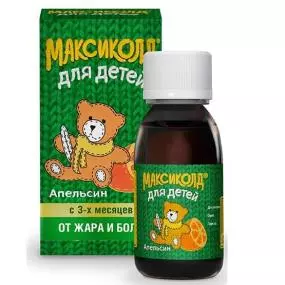 МАКСИКОЛД®
для детей
Апельсин
с 3-х месяцев
ОТ ЖАРА И БОЛ
МАКСИКОЛД®
для детей
Апельсин